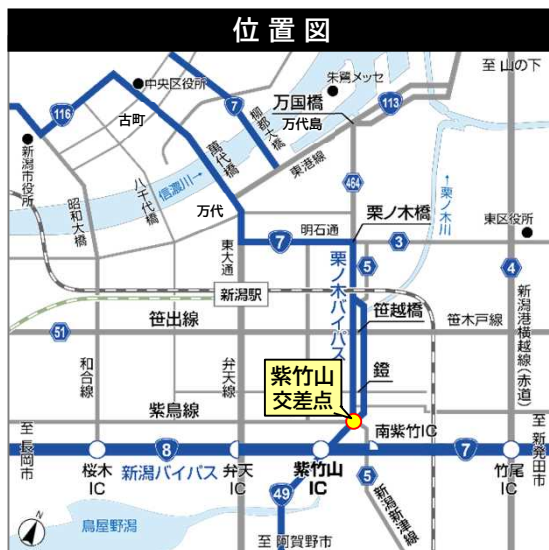 位置図
至 山の下
朱鷺メッセ
中央区役所
7
柳都大橋
万国橋
113
116
古町
萬代橋
万代島
新潟市役所
東港線
八千代橋
信濃川→
464
←栗ノ木川
昭和大橋
万代
栗ノ木橋
東区役所
明石通
7
3
東大通
5
4
新潟駅
栗ノ木バイパス
笹出線
笹越橋
笹木戸線
新潟港横越線(赤道)
51
和合線
弁天線
鐙
紫竹山
交差点
紫鳥線
至 長岡市
南紫竹IC
至 新発田市
8
7
桜木
IC
新潟バイパス
弁天
IC
紫竹山
IC
5
竹尾
IC
49
新潟新津線
鳥屋野潟
至 阿賀野市
N